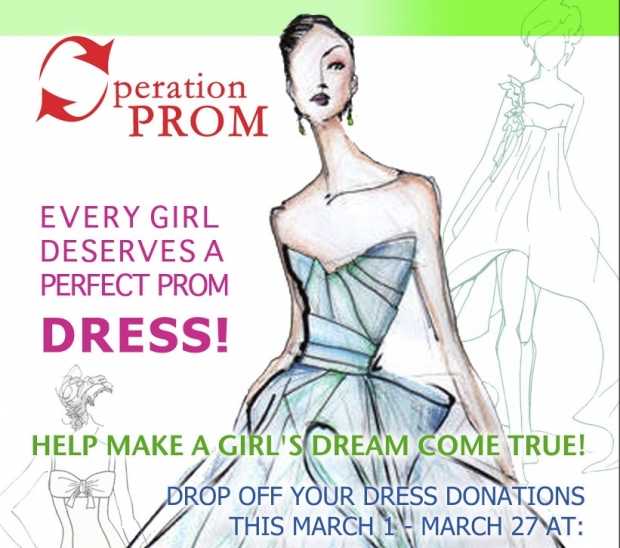 Operation
PROM
EVERY GIRL
DESERVES A
PERFECT PROM
DRESS!
HELP MAKE A GIRL'S DREAM COME TRUE!
DROP OFF YOUR DRESS DONATIONS
THIS MARCH 1 - MARCH 27 AT: